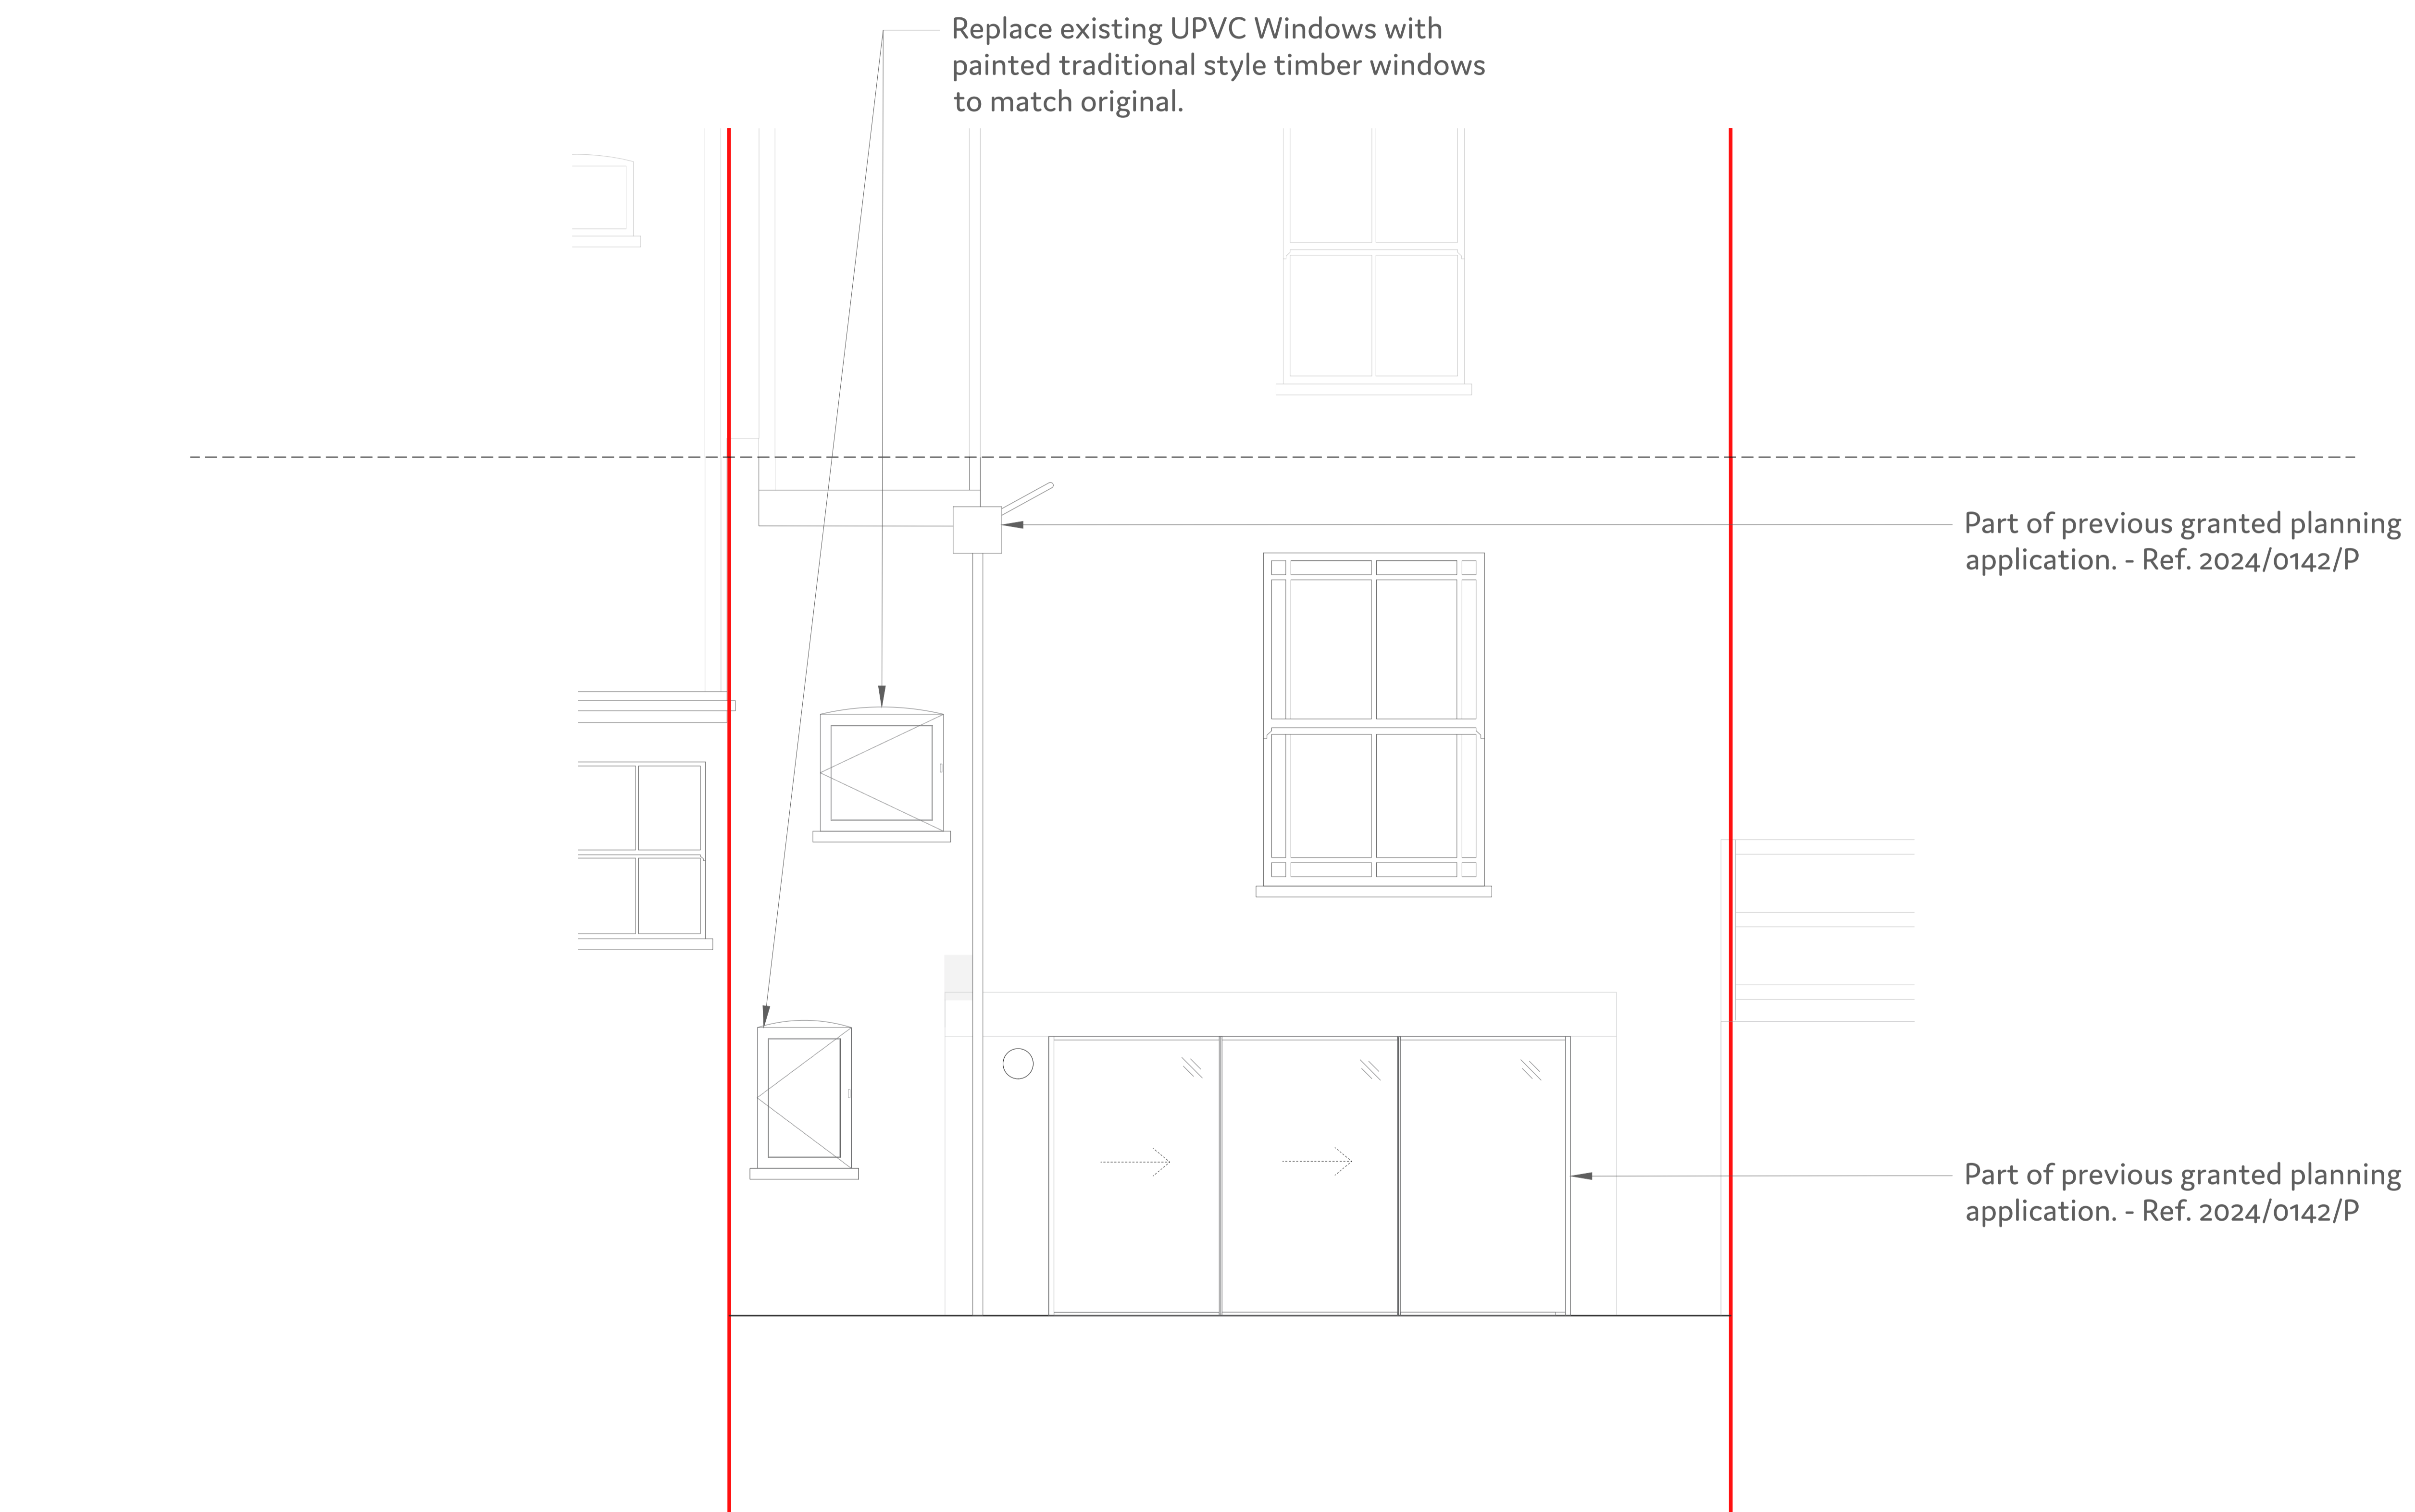 Replace existing UPVC Windows with
painted traditional style timber windows
to match original.
Part of previous granted planning
application. - Ref. 2024/0142/P
Part of previous granted planning
application. - Ref. 2024/0142/P